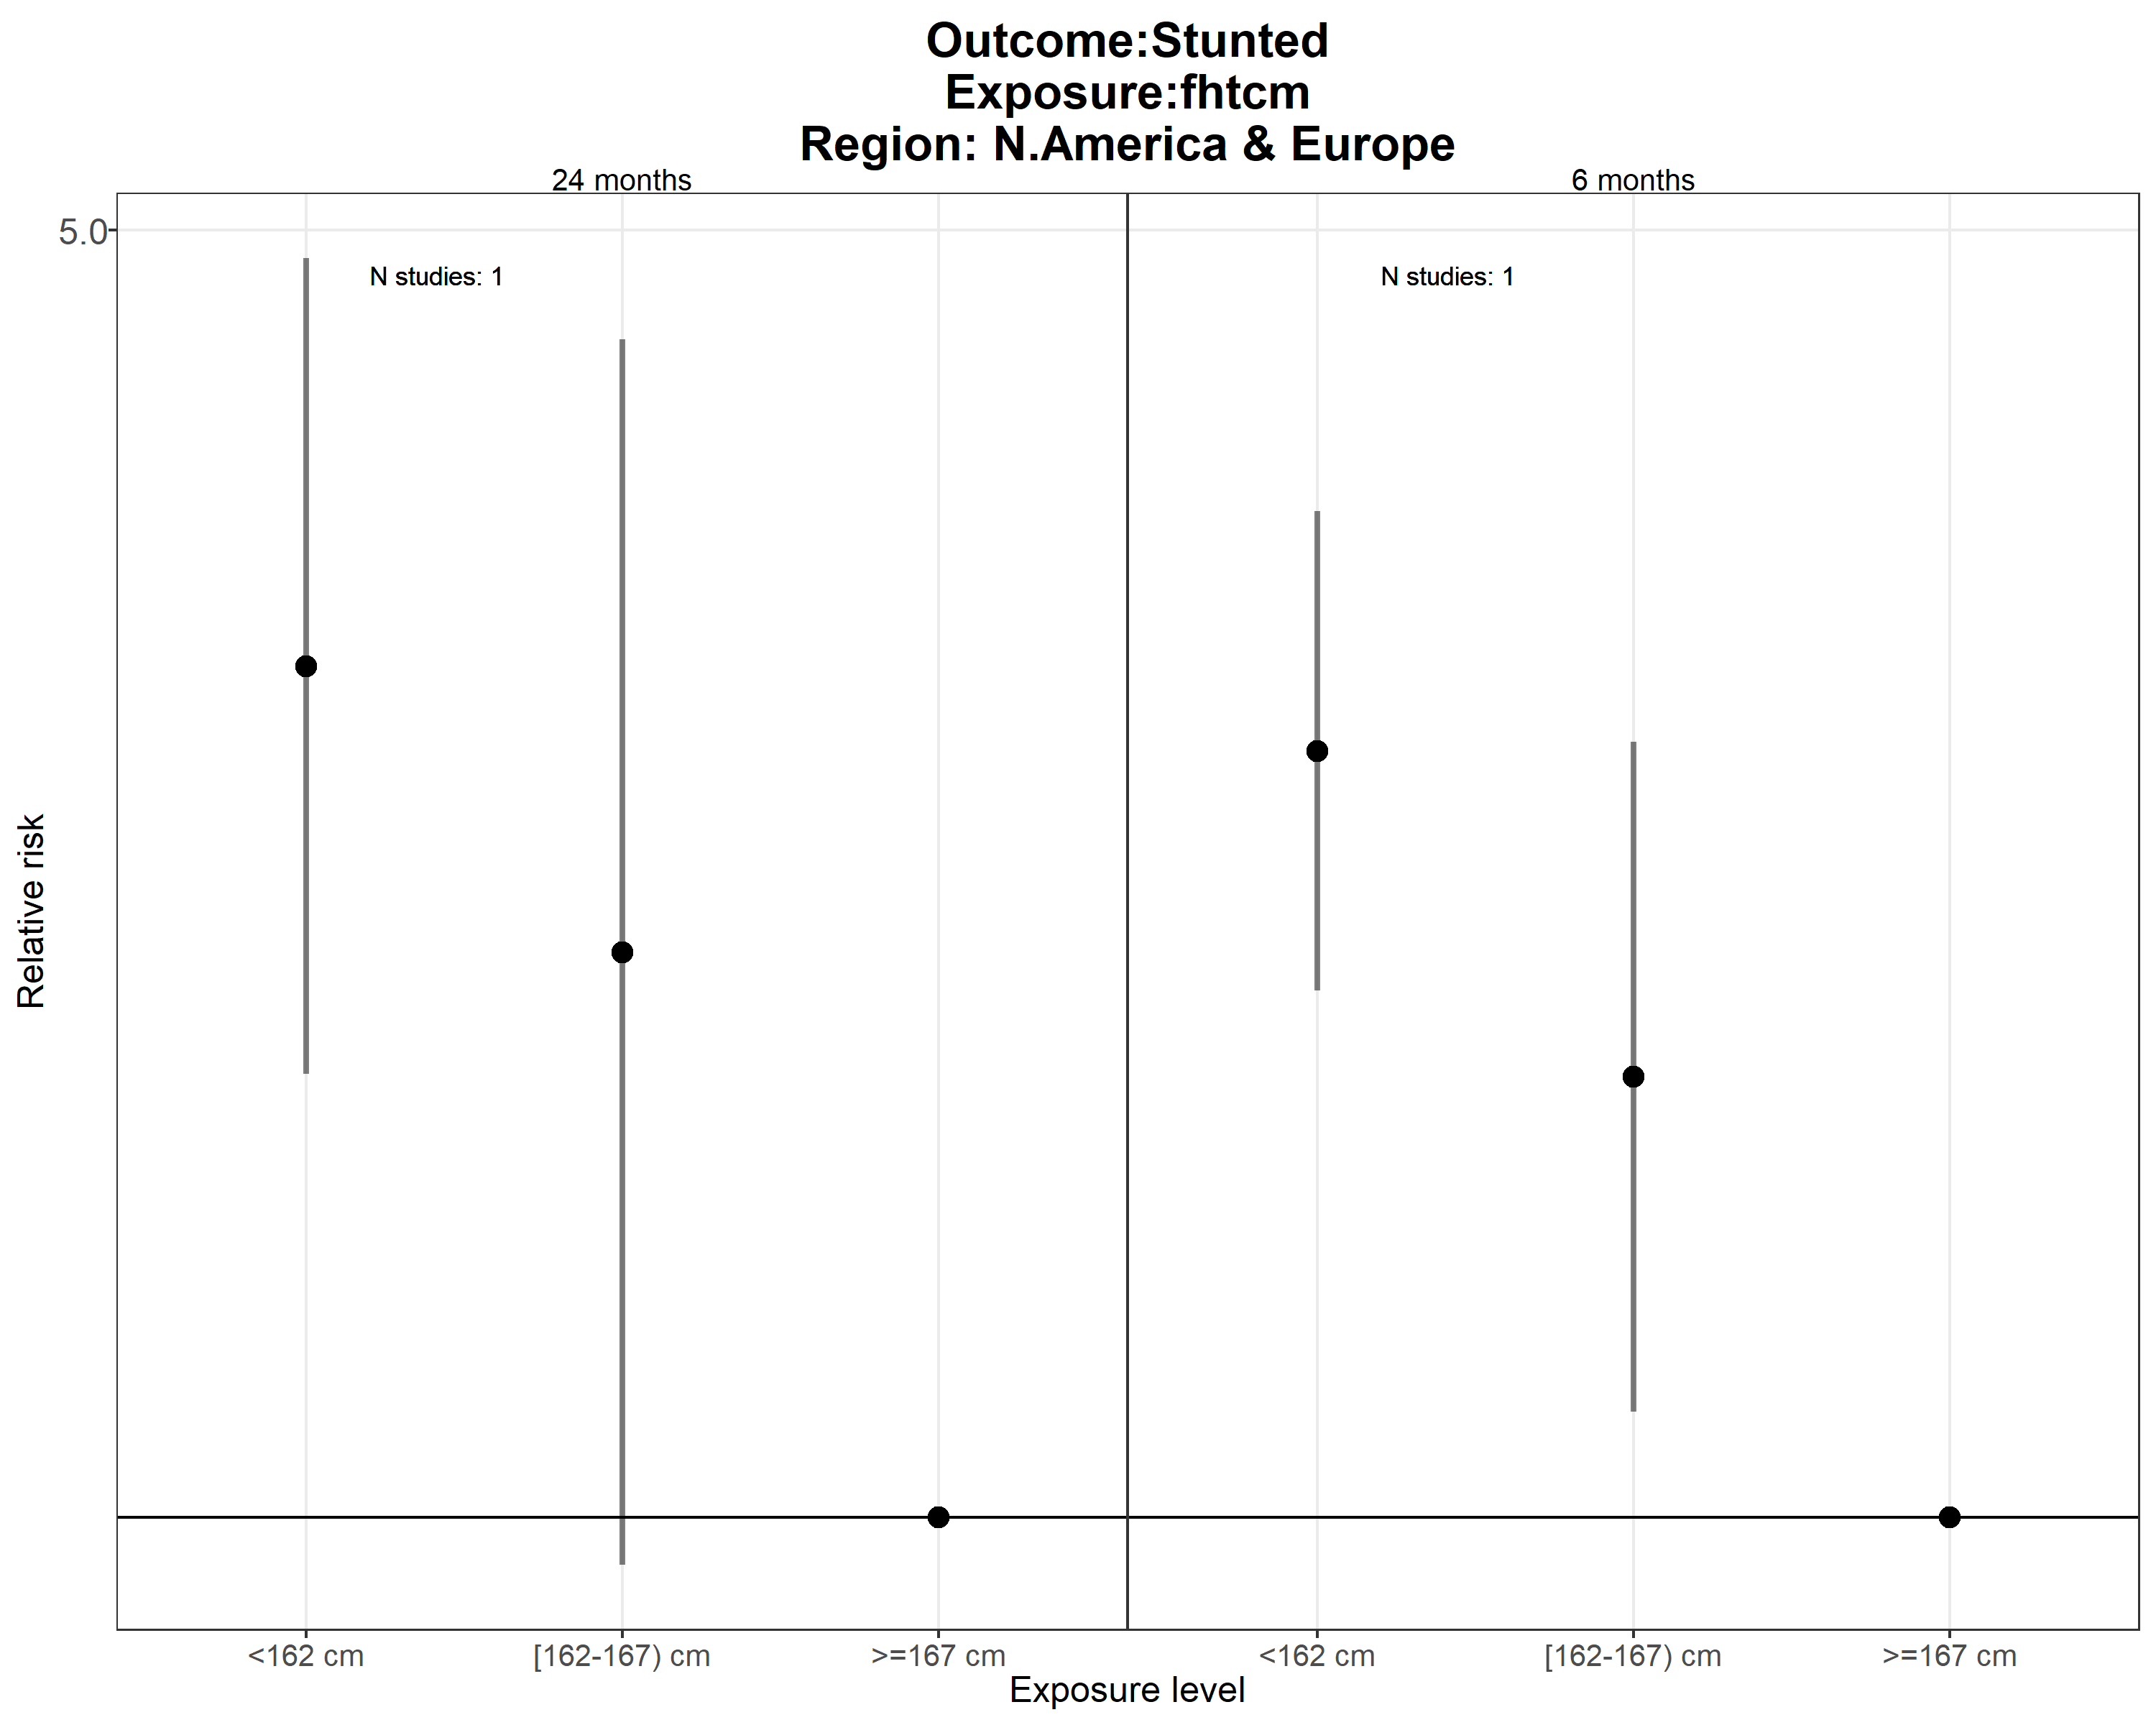 Outcome:Stunted
Exposure:fhtcm
Region: N.America & Europe
24 months
6 months
5.0
N studies: 1
N studies: 1
Relative risk
<162 cm
[162-167) cm
>=167 cm
<162 cm
[162-167) cm
>=167 cm
Exposure level